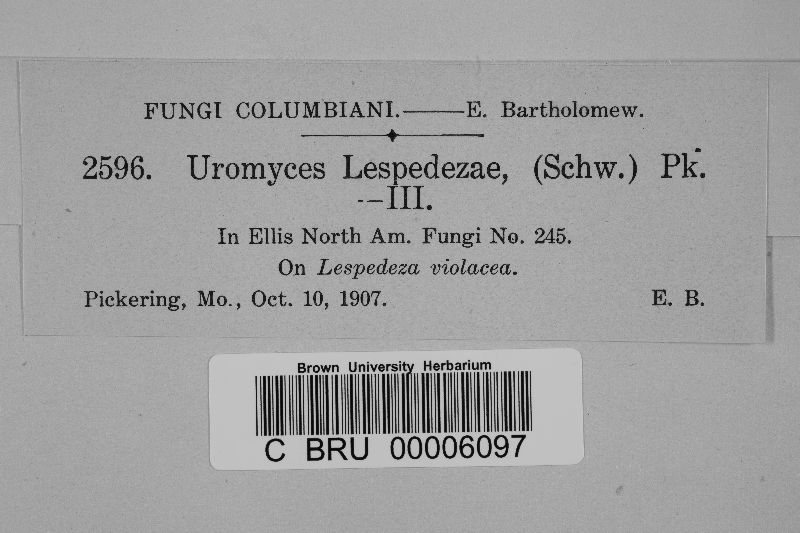 FUNGI COLUMBIANI.——E. Bartholomew.
2596. Uromyces Lespedezae, (Schw.) Pk.
--III.
In Ellis North Am. Fungi No. 245.
On Lespedeza violacea.
Pickering, Mo., Oct. 10, 1907. E. B.
Brown University Herbarium
C BRU 00006097